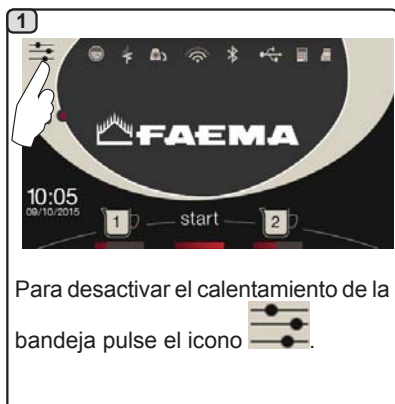 1
FAEMA
10:05
09/10/2015
1 start 2
Para desactivar el calentamiento de la
bandeja pulse el icono .